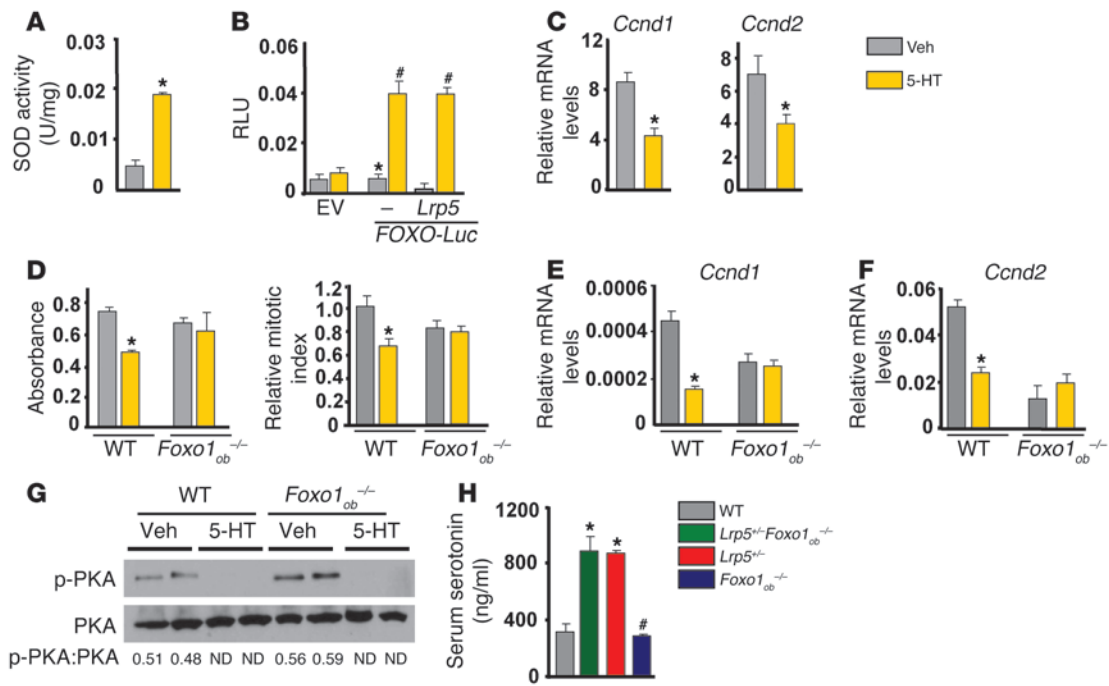 A
SOD activity
(U/mg)
0.03
0.02
0.01
0
*
B
RLU
0.06
0.04
0.02
0
*
#
#
EV
–
Lrp5
FOXO-Luc
C
Relative mRNA
levels
Ccnd1
12
8
4
0
*
Ccnd2
8
6
4
2
0
*
Veh
5-HT
D
Absorbance
0.8
0.6
0.4
0.2
0
*
WT
Foxo1ob–/–
Relative mitotic
index
1.2
1.0
0.8
0.6
0.4
0.2
0
*
WT
Foxo1ob–/–
E
Ccnd1
Relative mRNA
levels
0.0006
0.0004
0.0002
0
*
WT
Foxo1ob–/–
F
Ccnd2
Relative mRNA
levels
0.06
0.04
0.02
0
*
WT
Foxo1ob–/–
G
WT
Foxo1ob–/–
Veh
5-HT
Veh
5-HT
p-PKA
PKA
p-PKA:PKA 0.51 0.48 ND ND 0.56 0.59 ND ND
H
Serum serotonin
(ng/ml)
1200
800
400
0
*
*
#
WT
Lrp5+/–Foxo1ob–/–
Lrp5+/–
Foxo1ob–/–